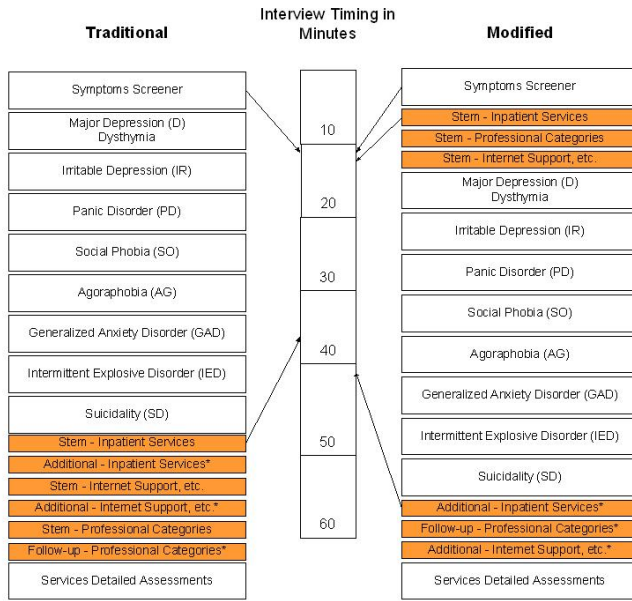 Traditional
Interview Timing in
Minutes
Modified
Symptoms Screener
Major Depression (D)
Dysthymia
Irritable Depression (IR)
Panic Disorder (PD)
Social Phobia (SO)
Agoraphobia (AG)
Generalized Anxiety Disorder (GAD)
Intermittent Explosive Disorder (IED)
Suicidality (SD)
Stem - Inpatient Services
Additional - Inpatient Services*
Stem - Internet Support, etc.
Additional - Internet Support, etc.*
Stem - Professional Categories
Follow-up - Professional Categories*
Services Detailed Assessments
10
20
30
40
50
60
Symptoms Screener
Stem - Inpatient Services
Stem - Professional Categories
Stem - Internet Support, etc.
Major Depression (D)
Dysthymia
Irritable Depression (IR)
Panic Disorder (PD)
Social Phobia (SO)
Agoraphobia (AG)
Generalized Anxiety Disorder (GAD)
Intermittent Explosive Disorder (IED)
Suicidality (SD)
Additional - Inpatient Services*
Follow-up - Professional Categories*
Additional - Internet Support, etc.*
Services Detailed Assessments